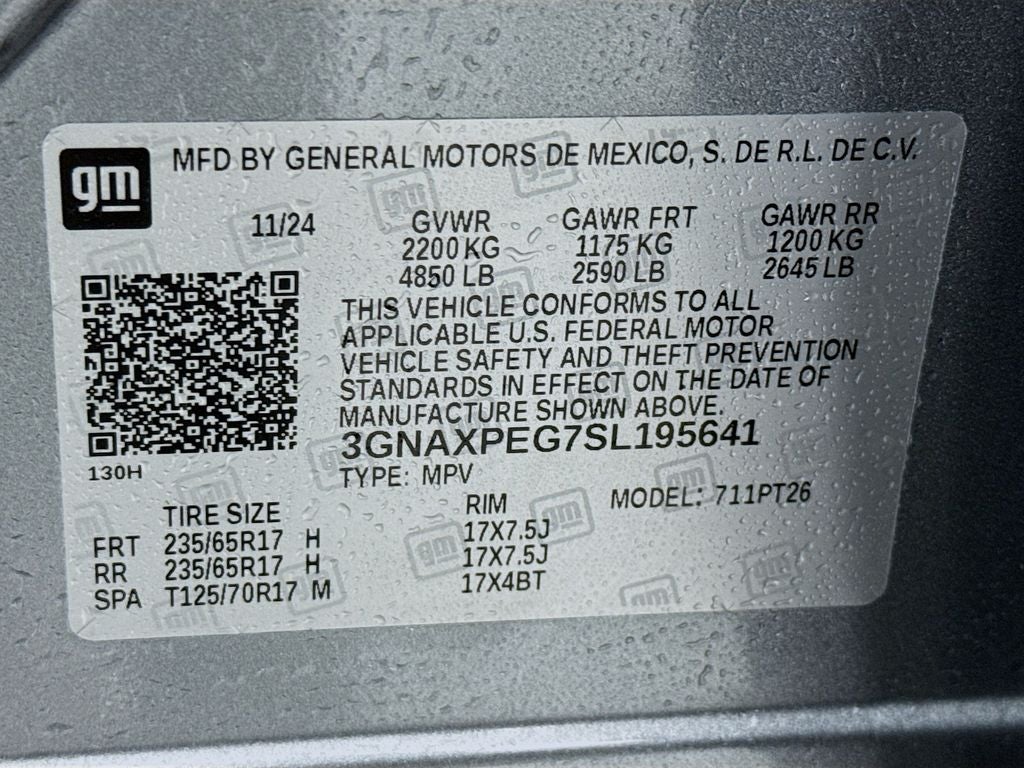 gm
MFD BY GENERAL MOTORS DE MEXICO, S. DE R.L. DE C.V.
11/24 GVWR GAWR FRT GAWR RR
2200 KG 1175 KG 1200 KG
4850 LB 2590 LB 2645 LB
THIS VEHICLE CONFORMS TO ALL
APPLICABLE U.S. FEDERAL MOTOR
VEHICLE SAFETY AND THEFT PREVENTION
STANDARDS IN EFFECT ON THE DATE OF
MANUFACTURE SHOWN ABOVE.
3GNAXPEG7SL195641
130H
TYPE: MPV
MODEL: 711PT26
TIRE SIZE RIM
FRT 235/65R17 H 17X7.5J
RR 235/65R17 H 17X7.5J
SPA T125/70R17 M 17X4BT